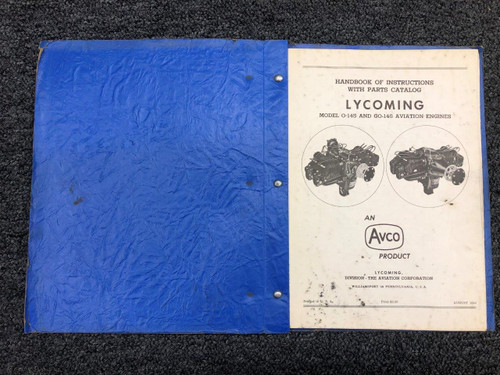 HANDBOOK OF INSTRUCTIONS
WITH PARTS CATALOG
LYCOMING
MODEL O-145 AND GO-145 AVIATION ENGINES
AN
AVCO
PRODUCT
LYCOMING
DIVISION - THE AVIATION CORPORATION
WILLIAMSPORT PENNSYLVANIA, U.S.A.
AUGUST